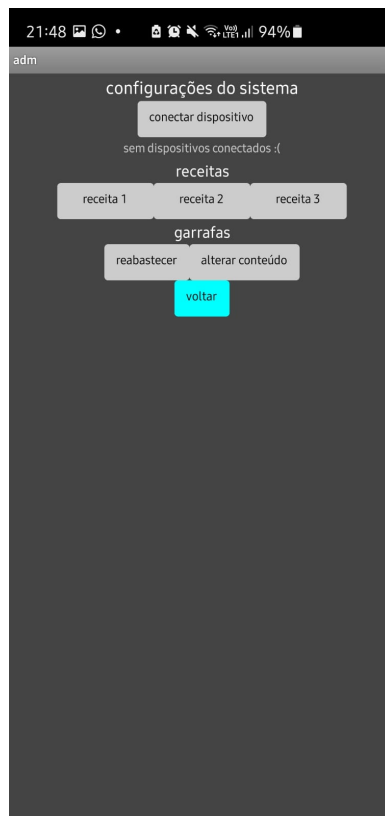 21:48 94%
adm
configurações do sistema
conectar dispositivo
sem dispositivos conectados :(
receitas
receita 1 receita 2 receita 3
garrafas
reabastecer alterar conteúdo
voltar